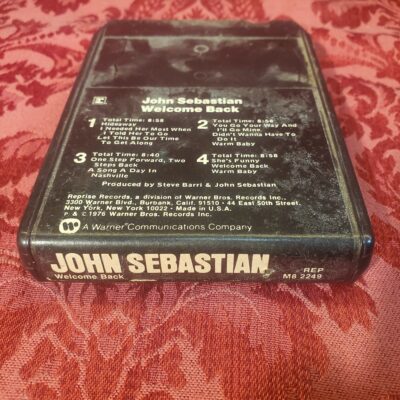 John Sebastian
Welcome Back
1 Total Time: 8:58
Hideaway
I Needed Her Most When
I Told Her To Go
Let This Be Our Time
To Get Along
2 Total Time: 8:56
You Go Your Way And
I'll Go Mine
Didn't Wanna Have To
Do It
Warm Baby
3 Total Time: 8:40
One Step Forward, Two
Steps Back
A Song A Day In
Nashville
4 Total Time: 8:58
She's Funny
Welcome Back
Warm Baby
Produced by Steve Barri & John Sebastian
Reprise Records, a division of Warner Bros. Records
Inc., 3300 Warner Blvd., Burbank, Calif. 91510 • 44 East 50th Street,
New York, New York 10022 • Made in U.S.A.
℗ & © 1976 Warner Bros. Records Inc.
A Warner Communications Company
JOHN SEBASTIAN
Welcome Back
REP
M8 2249